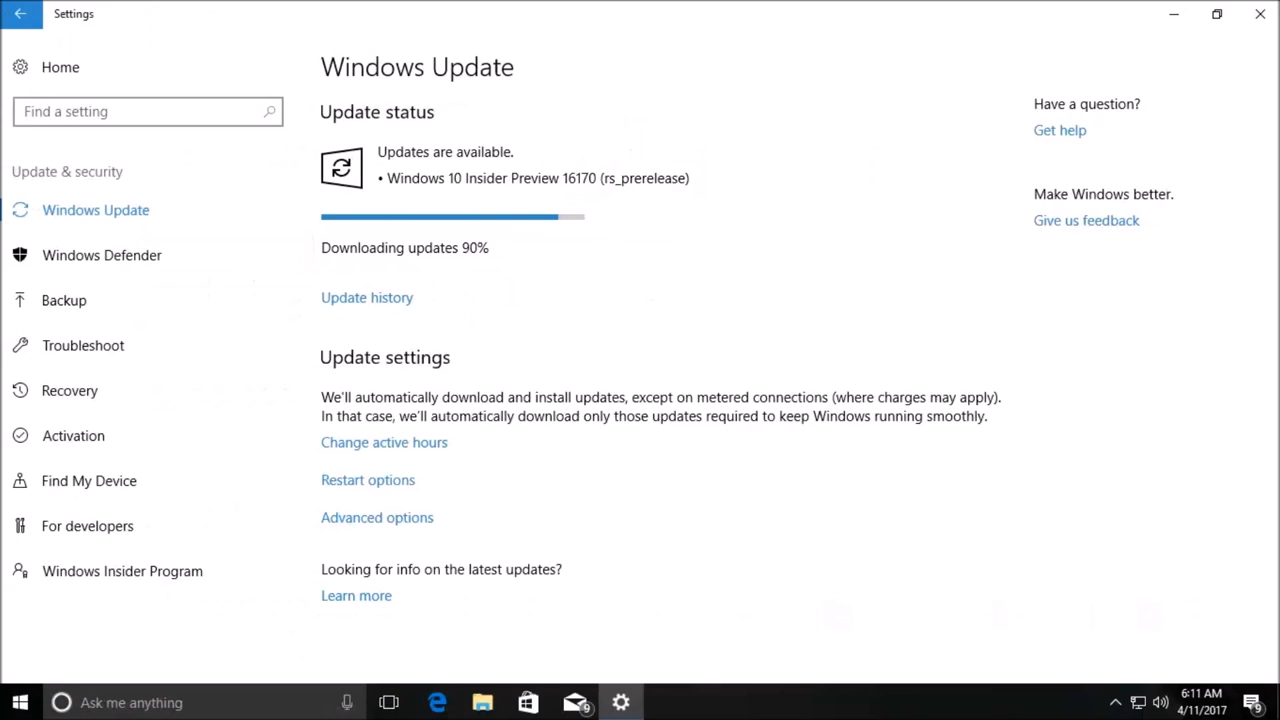 Settings
Home
Find a setting
Update & security
Windows Update
Windows Defender
Backup
Troubleshoot
Recovery
Activation
Find My Device
For developers
Windows Insider Program
Windows Update
Update status
Updates are available.
• Windows 10 Insider Preview 16170 (rs_prerelease)
Downloading updates 90%
Update history
Update settings
We'll automatically download and install updates, except on metered connections (where charges may apply).
In that case, we'll automatically download only those updates required to keep Windows running smoothly.
Change active hours
Restart options
Advanced options
Looking for info on the latest updates?
Learn more
Have a question?
Get help
Make Windows better.
Give us feedback
Ask me anything
9
6:11 AM
4/11/2017
9